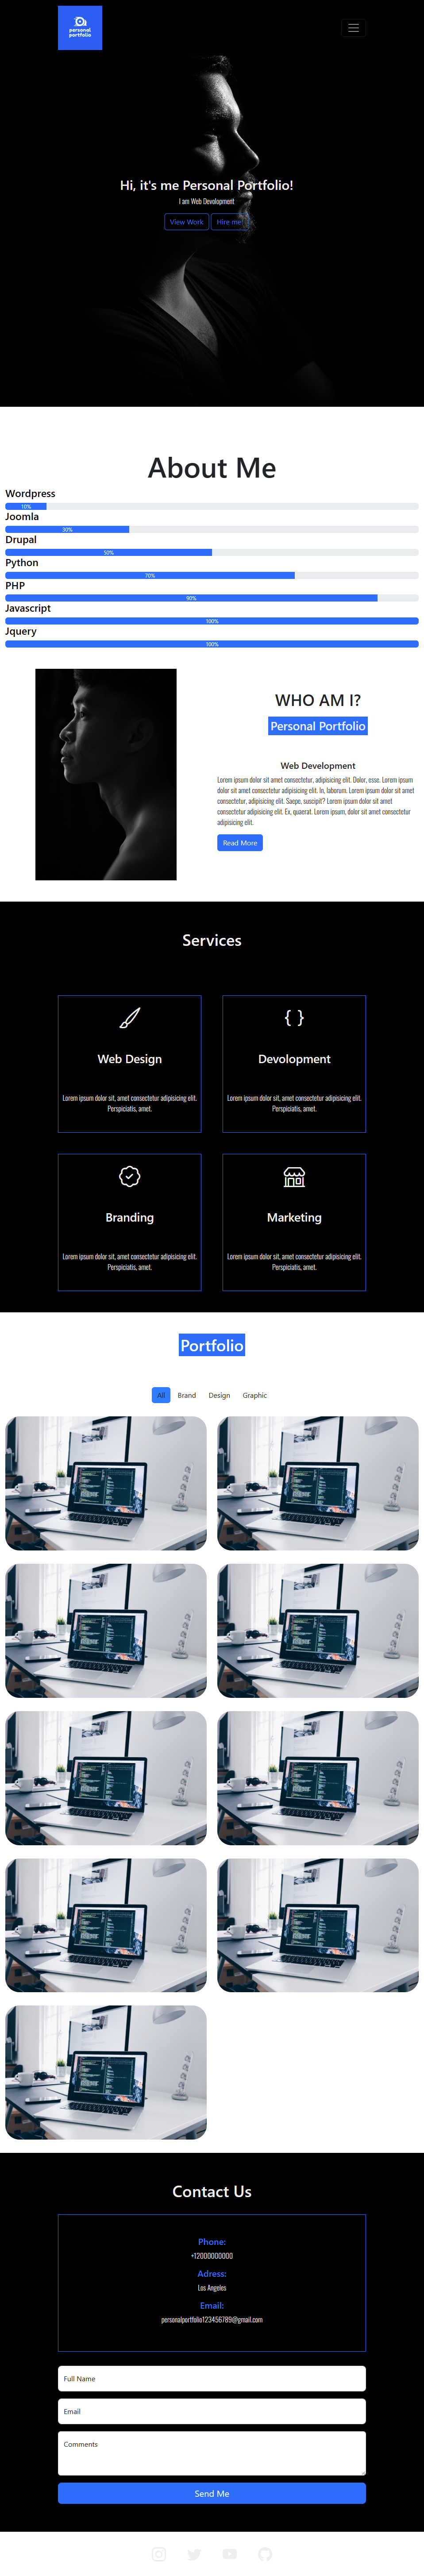 personal
portfolio
Hi, it's me Personal Portfolio!
I am Web Devolopment
View Work
Hire me!
About Me
Wordpress
10%
Joomla
30%
Drupal
50%
Python
70%
PHP
90%
Javascript
100%
Jquery
100%
WHO AM I?
Personal Portfolio
Web Development
Lorem ipsum dolor sit amet consectetur, adipisicing elit. Dolor, esse. Lorem ipsum
dolor sit amet consectetur adipisicing elit. In, laborum. Lorem ipsum dolor sit amet
consectetur, adipisicing elit. Saepe, suscipit? Lorem ipsum dolor sit amet
consectetur adipisicing elit. Ex, quaerat. Lorem ipsum, dolor sit amet consectetur
adipisicing elit.
Read More
Services
Web Design
Lorem ipsum dolor sit, amet consectetur adipisicing elit.
Perspiciatis, amet.
Devolopment
Lorem ipsum dolor sit, amet consectetur adipisicing elit.
Perspiciatis, amet.
Branding
Lorem ipsum dolor sit, amet consectetur adipisicing elit.
Perspiciatis, amet.
Marketing
Lorem ipsum dolor sit, amet consectetur adipisicing elit.
Perspiciatis, amet.
Portfolio
All Brand Design Graphic
Contact Us
Phone:
+12000000000
Adress:
Los Angeles
Email:
personalportfolio123456789@gmail.com
Full Name
Email
Comments
Send Me